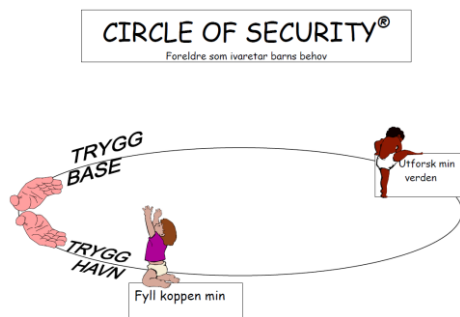 CIRCLE OF SECURITY®
Foreldre som ivaretar barns behov
TRYGG
BASE
Utforsk min
verden
TRYGG
HAVN
Fyll koppen min